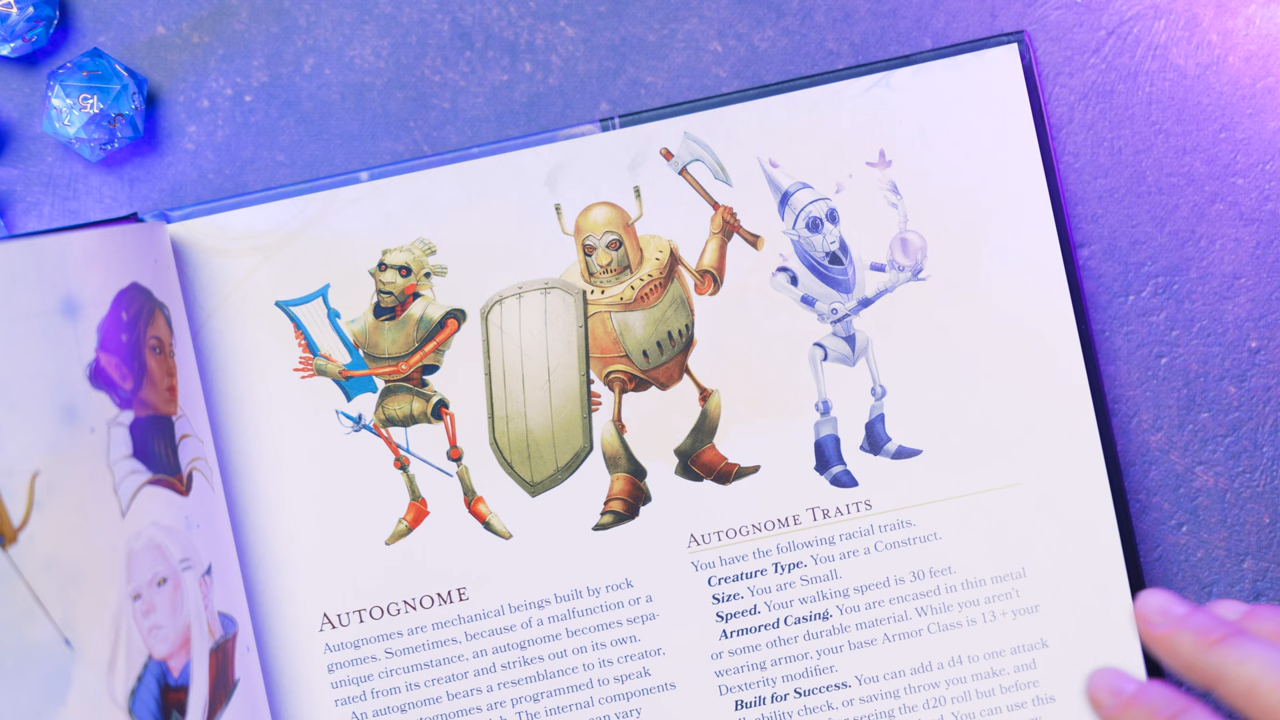 15
AUTOGNOME
Autognomes are mechanical beings built by rock
gnomes. Sometimes, because of a malfunction or a
unique circumstance, an autognome becomes sepa-
rated from its creator and strikes out on its own.
An autognome bears a resemblance to its creator,
autognomes are programmed to speak
The internal components
can vary
AUTOGNOME TRAITS
You have the following racial traits.
Creature Type. You are a Construct.
Size. You are Small.
Speed. Your walking speed is 30 feet.
Armored Casing. You are encased in thin metal
or some other durable material. While you aren't
wearing armor, your base Armor Class is 13 + your
Dexterity modifier.
Built for Success. You can add a d4 to one attack
roll, ability check, or saving throw you make, and
seeing the d20 roll but before
You can use this